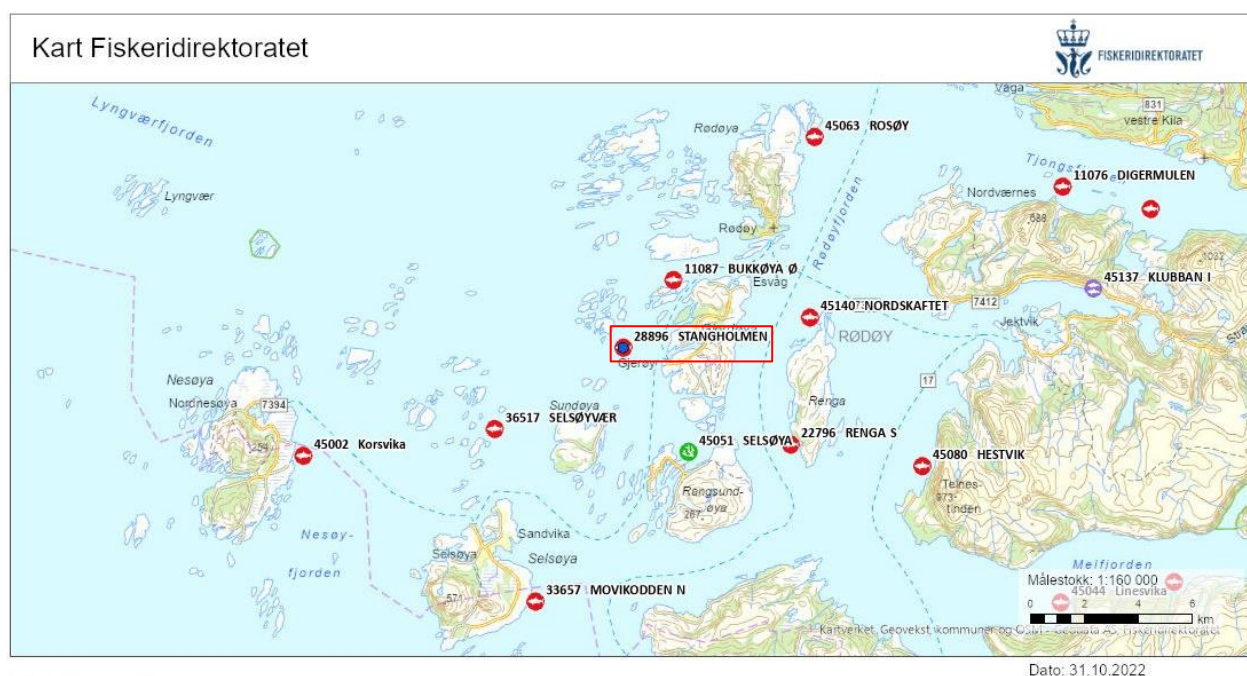 Kart Fiskeridirektoratet
FISKERIDIREKTORATET
Lyngværfjorden
Våga
831
vestre Kila
Rødøya
45063 ROSØY
Tjongsf
11076 DIGERMULEN
Lyngvær
Nordværnes
688
Rødøy
Rødøyfjorden
1032
11087 BUKKØYA Ø
Esvåg
45137 KLUBBAN I
45140 NORDSKAFTET
7412
Jektvik
28896 STANGHOLMEN
RØDØY
Gjerøy
Nesøya
Nordnesøya
7394
Sundøya
17
Renga
36517 SELSØYVÆR
45002 Korsvika
45051 SELSØYA
22796 RENGA S
45080 HESTVIK
Rangsund-
øya
267
Telnes-
tinden
Nesøy-
fjorden
Sandvika
Selsøya
Selsøya
Melfjorden
571
33657 MOVIKODDEN N
Målestokk: 1:160 000
45044 Linesvika
0 2 4 6
km
Kartverket, Geovekst, kommuner og OSM - Geodata AS, Fiskeridirektoratet
Dato: 31.10.2022